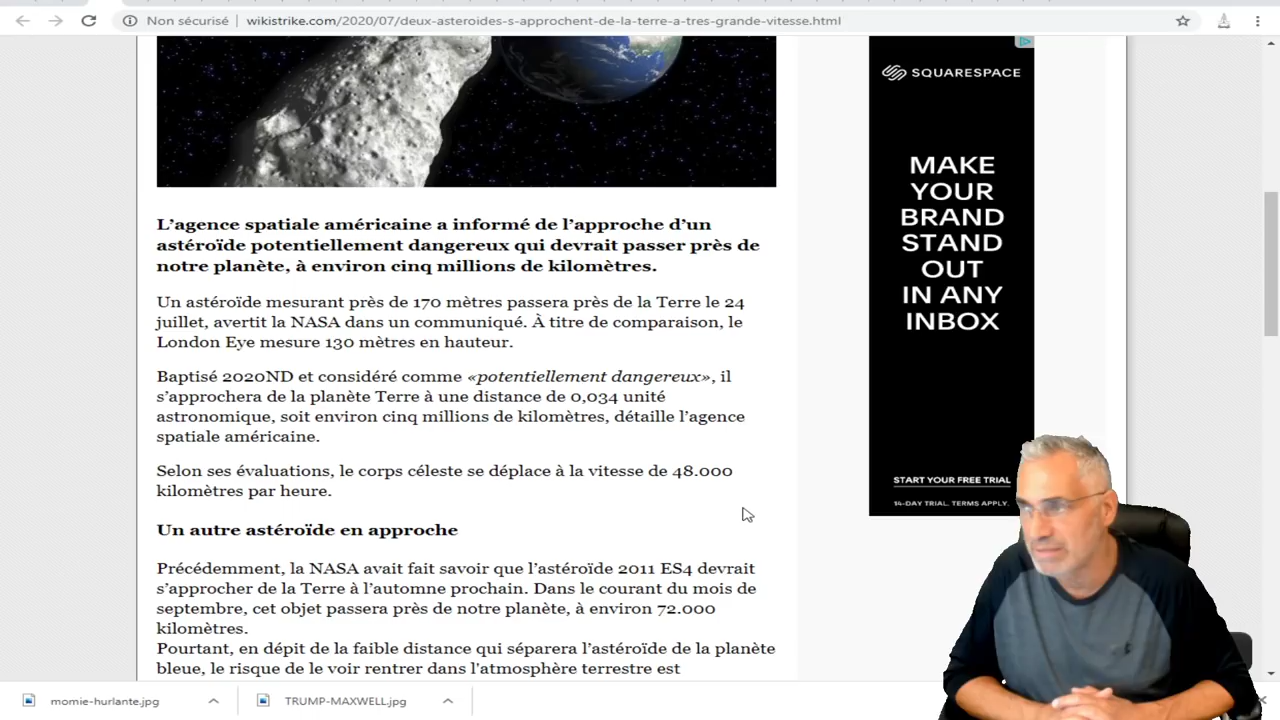 Non sécurisé
wikistrike.com/2020/07/deux-asteroides-s-approchent-de-la-terre-a-tres-grande-vitesse.html
SQUARESPACE
MAKE
YOUR
BRAND
STAND
OUT
IN ANY
INBOX
START YOUR FREE TRIAL
14-DAY TRIAL. TERMS APPLY.
L’agence spatiale américaine a informé de l’approche d’un
astéroïde potentiellement dangereux qui devrait passer près de
notre planète, à environ cinq millions de kilomètres.
Un astéroïde mesurant près de 170 mètres passera près de la Terre le 24
juillet, avertit la NASA dans un communiqué. À titre de comparaison, le
London Eye mesure 130 mètres en hauteur.
Baptisé 2020ND et considéré comme «potentiellement dangereux», il
s’approchera de la planète Terre à une distance de 0,034 unité
astronomique, soit environ cinq millions de kilomètres, détaille l’agence
spatiale américaine.
Selon ses évaluations, le corps céleste se déplace à la vitesse de 48.000
kilomètres par heure.
Un autre astéroïde en approche
Précédemment, la NASA avait fait savoir que l’astéroïde 2011 ES4 devrait
s’approcher de la Terre à l’automne prochain. Dans le courant du mois de
septembre, cet objet passera près de notre planète, à environ 72.000
kilomètres.
Pourtant, en dépit de la faible distance qui séparera l’astéroïde de la planète
bleue, le risque de le voir rentrer dans l'atmosphère terrestre est
momie-hurlante.jpg
TRUMP-MAXWELL.jpg